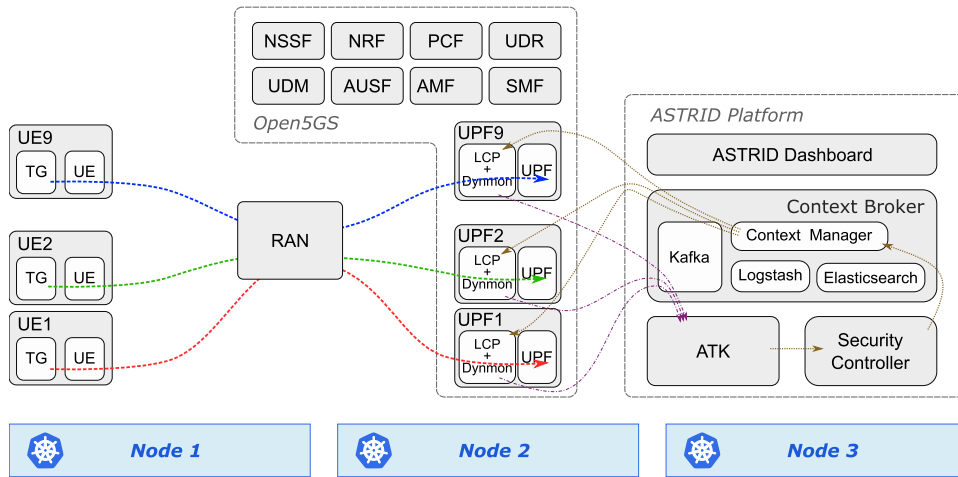 NSSF
NRF
PCF
UDR
UDM
AUSF
AMF
SMF
Open5GS
UE9
TG
UE
UE2
TG
UE
UE1
TG
UE
RAN
UPF9
LCP
+
Dynmon
UPF
UPF2
LCP
+
Dynmon
UPF
UPF1
LCP
+
Dynmon
UPF
ASTRID Platform
ASTRID Dashboard
Context Broker
Kafka
Context Manager
Logstash
Elasticsearch
ATK
Security
Controller
Node 1
Node 2
Node 3